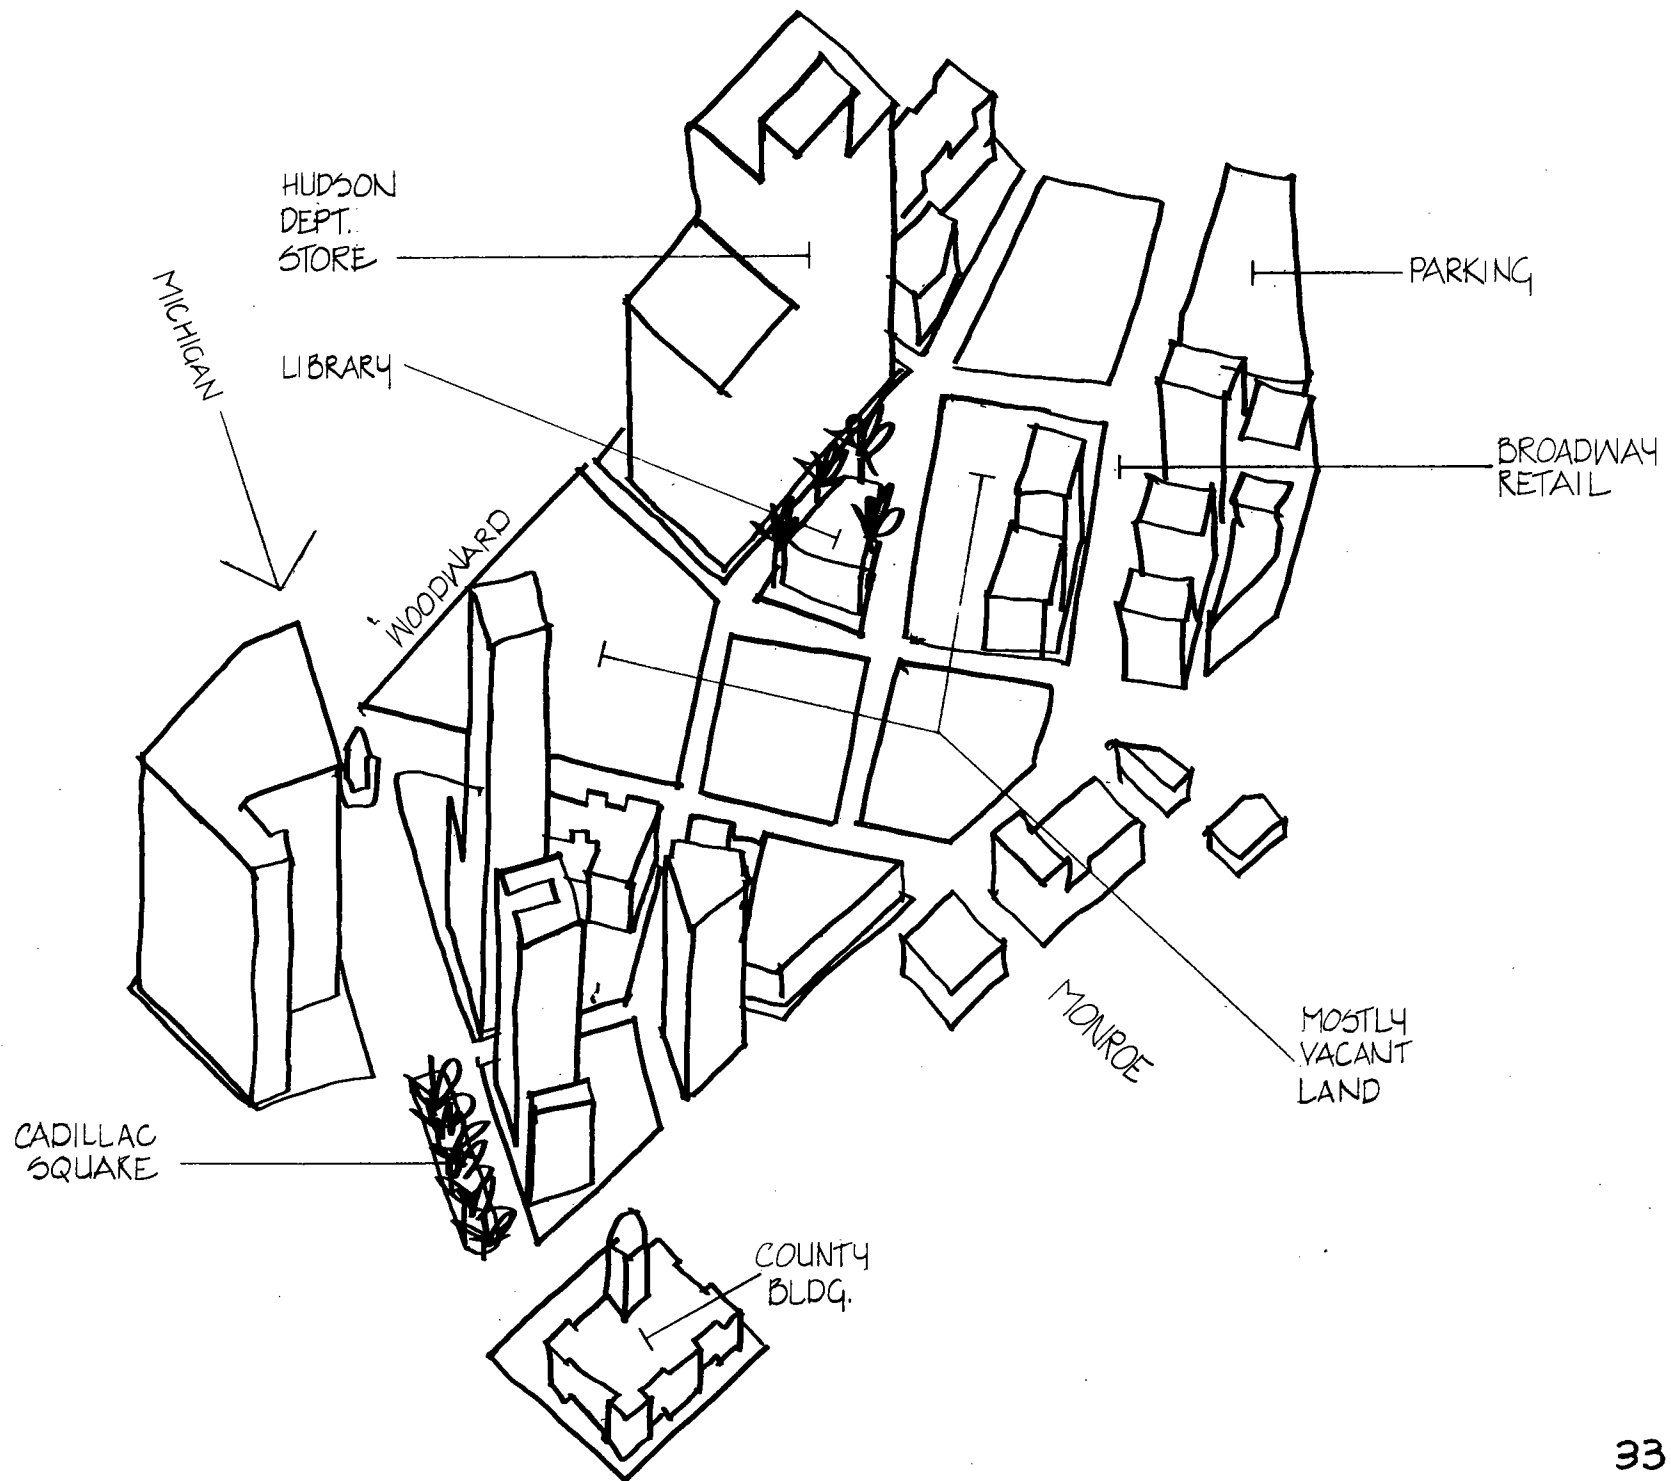 HUDSON
DEPT.
STORE
MICHIGAN
LIBRARY
PARKING
BROADWAY
RETAIL
WOODWARD
MONROE
MOSTLY
VACANT
LAND
CADILLAC
SQUARE
COUNTY
BLDG.
33